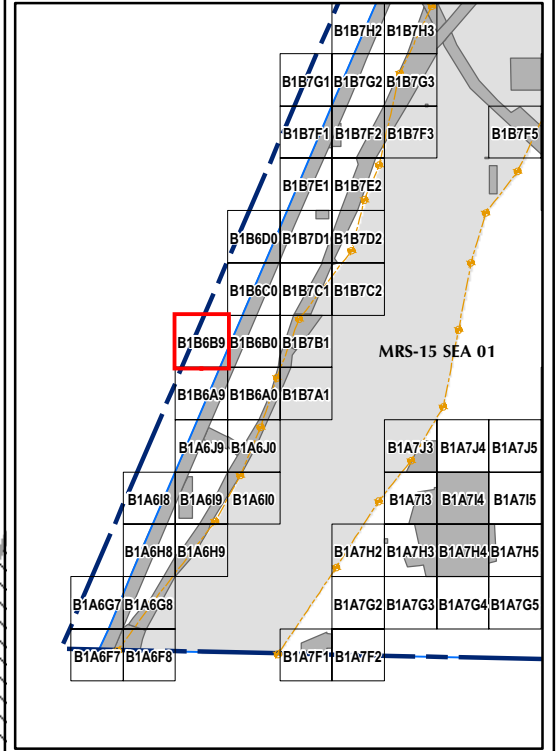 B1B7H2 B1B7H3
B1B7G1 B1B7G2 B1B7G3
B1B7F1 B1B7F2 B1B7F3 B1B7F5
B1B7E1 B1B7E2
B1B6D0 B1B7D1 B1B7D2
B1B6C0 B1B7C1 B1B7C2
B1B6B9 B1B6B0 B1B7B1
MRS-15 SEA 01
B1B6A9 B1B6A0 B1B7A1
B1A6J9 B1A6J0 B1A7J3 B1A7J4 B1A7J5
B1A6I8 B1A6I9 B1A6I0 B1A7I3 B1A7I4 B1A7I5
B1A6H8 B1A6H9 B1A7H2 B1A7H3 B1A7H4 B1A7H5
B1A6G7 B1A6G8 B1A7G2 B1A7G3 B1A7G4 B1A7G5
B1A6F7 B1A6F8 B1A7F1 B1A7F2